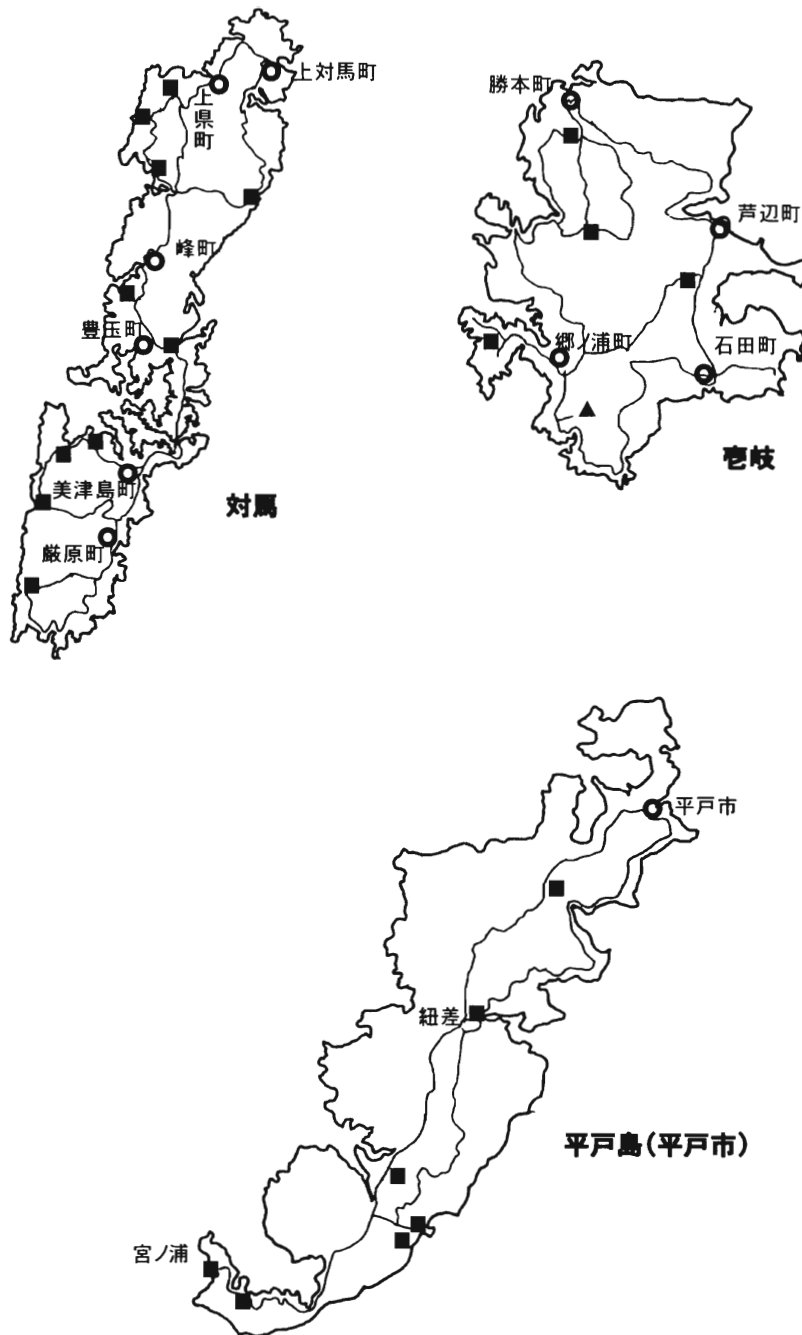 上対馬町
上県町
峰町
豊玉町
美津島町
厳原町
対馬
勝本町
芦辺町
郷ノ浦町
石田町
壱岐
平戸市
紐差
平戸島(平戸市)
宮ノ浦